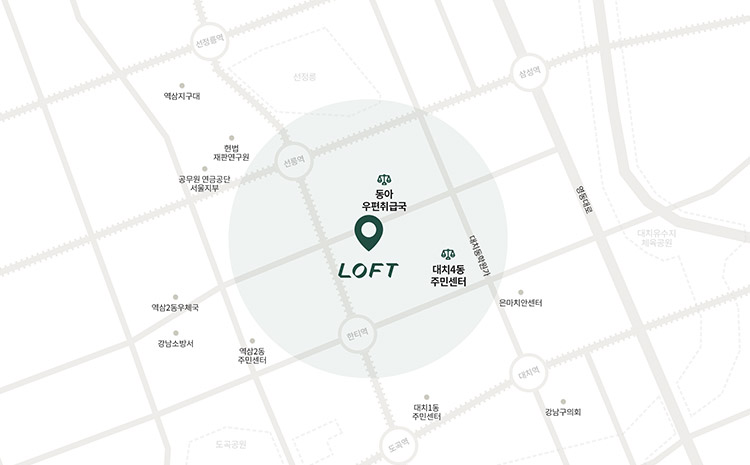 선정릉역
선정릉
삼성역
역삼지구대
헌법
재판연구원
선릉역
공무원 연금공단
서울지부
동아
우편취급국
영동대로
대치유수지
체육공원
대치동학원가
LOFT
대치4동
주민센터
은마치안센터
역삼2동우체국
한티역
강남소방서
역삼2동
주민센터
대치역
대치1동
주민센터
강남구의회
도곡공원
도곡역